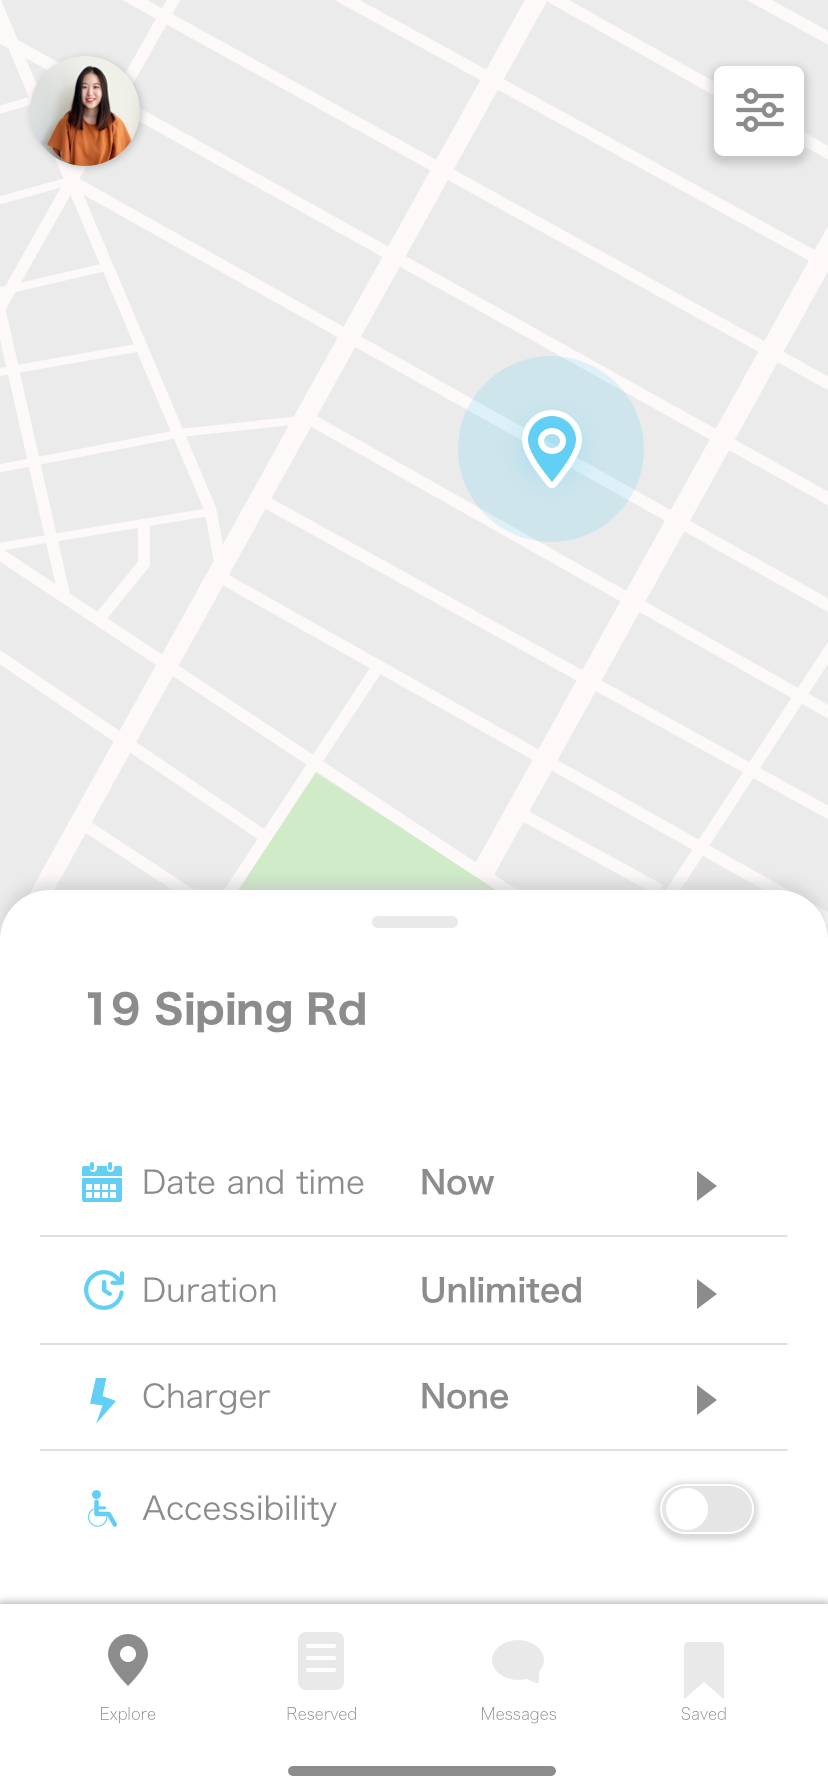 19 Siping Rd
Date and time Now
Duration Unlimited
Charger None
Accessibility
Explore Reserved Messages Saved